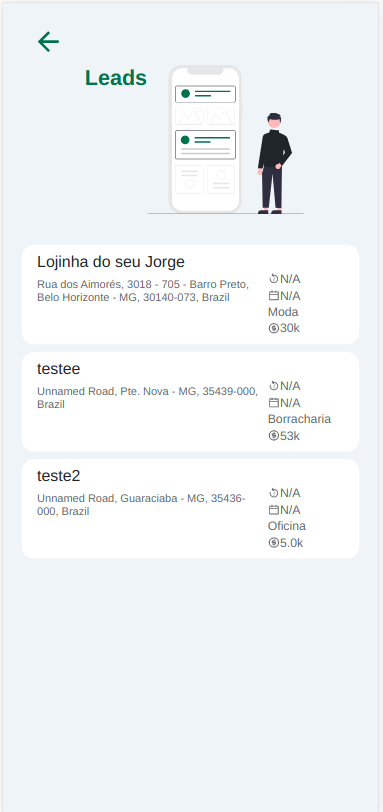 Leads
Lojinha do seu Jorge
Rua dos Aimorés, 3018 - 705 - Barro Preto,
Belo Horizonte - MG, 30140-073, Brazil
N/A
N/A
Moda
30k
testee
Unnamed Road, Pte. Nova - MG, 35439-000,
Brazil
N/A
N/A
Borracharia
53k
teste2
Unnamed Road, Guaraciaba - MG, 35436-
000, Brazil
N/A
N/A
Oficina
5.0k